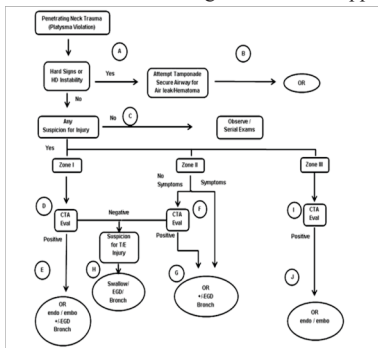 Penetrating Neck Trauma
(Platysma Violation)
A
B
Hard Signs or
HD Instability
Yes
Attempt Tamponade
Secure Airway for
Air leak/Hematoma
OR
No
C
Any
Suspicion for Injury
No
Observe /
Serial Exams
Yes
Zone I
Zone II
Zone III
No
Symptoms
Symptoms
D
CTA
Eval
Negative
CTA
Eval
F
I
CTA
Eval
Positive
Suspicion
for T/E
Injury
Positive
Positive
E
H
G
J
Swallow/
EGD/
Bronch
OR
endo / embo
+/-EGD
Bronch
OR
+/-EGD
Bronch
OR
endo / embo